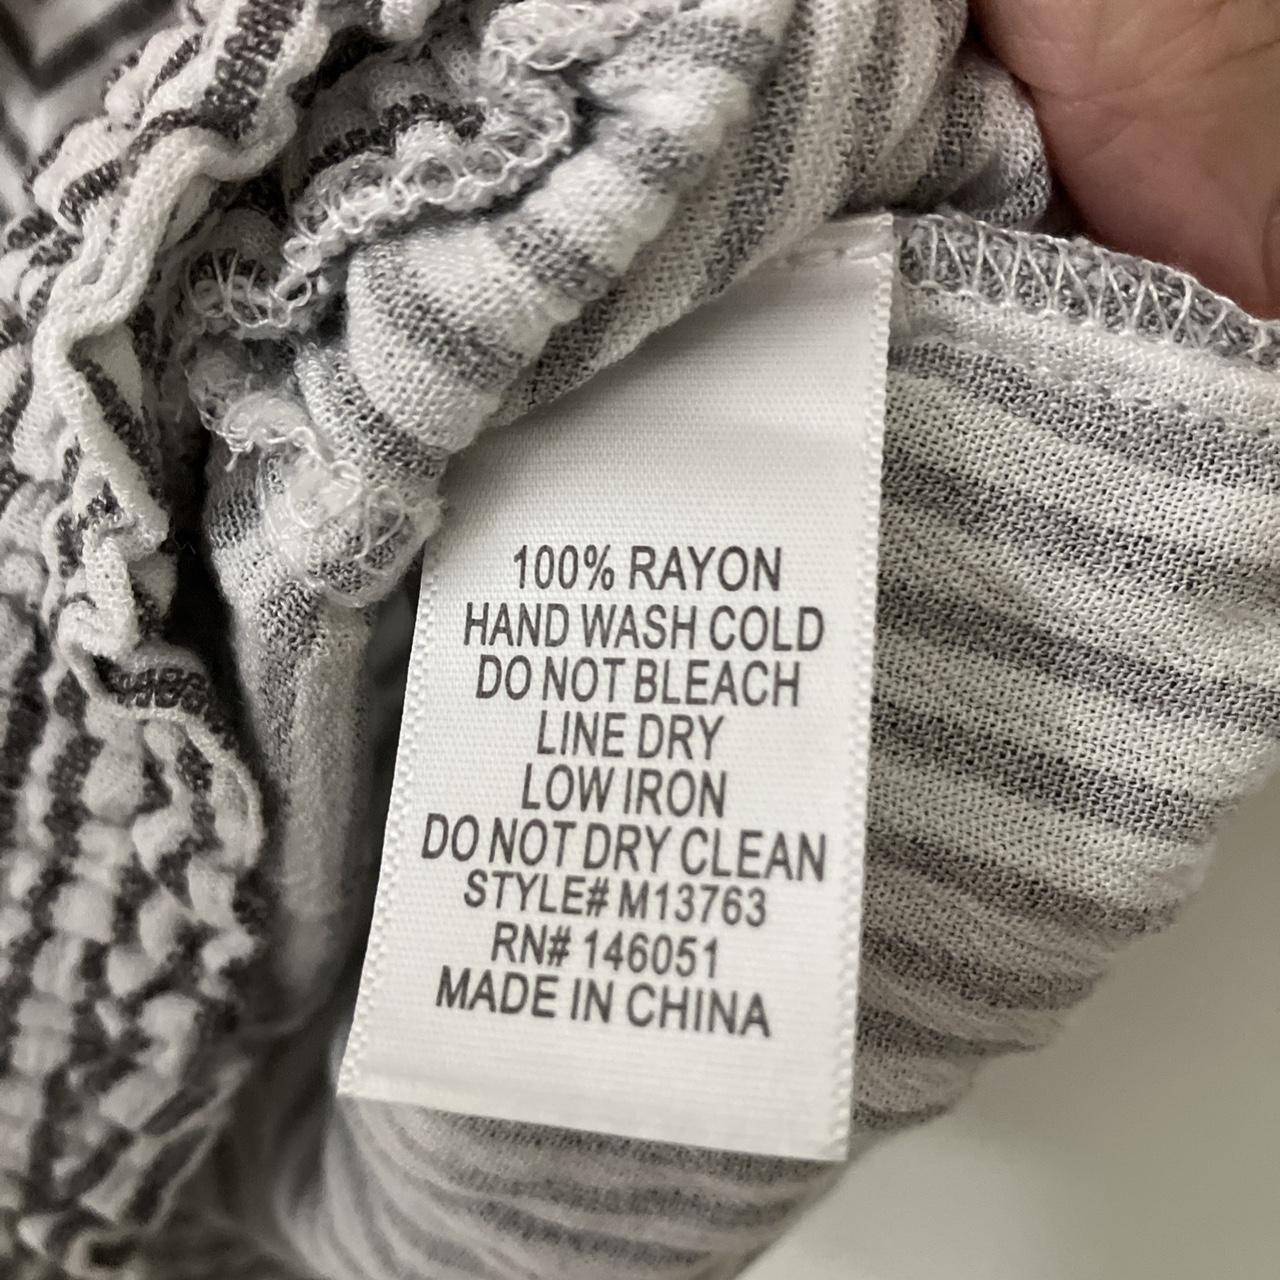 100% RAYON
HAND WASH COLD
DO NOT BLEACH
LINE DRY
LOW IRON
DO NOT DRY CLEAN
STYLE# M13763
RN# 146051
MADE IN CHINA